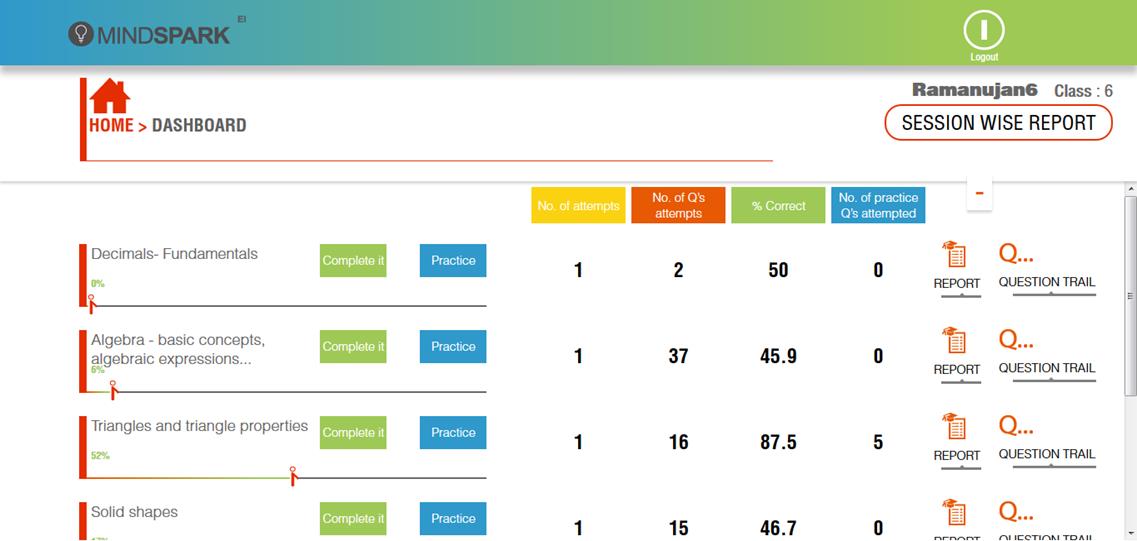 MINDSPARK EI
Logout
Ramanujan6 Class : 6
HOME > DASHBOARD
SESSION WISE REPORT
No. of attempts
No. of Q's
attempts
% Correct
No. of practice
Q's attempted
-
Decimals- Fundamentals
0%
Complete it
Practice
1
2
50
0
REPORT
Q...
QUESTION TRAIL
Algebra - basic concepts,
algebraic expressions...
6%
Complete it
Practice
1
37
45.9
0
REPORT
Q...
QUESTION TRAIL
Triangles and triangle properties
52%
Complete it
Practice
1
16
87.5
5
REPORT
Q...
QUESTION TRAIL
Solid shapes
Complete it
Practice
1
15
46.7
0
REPORT
Q...
QUESTION TRAIL